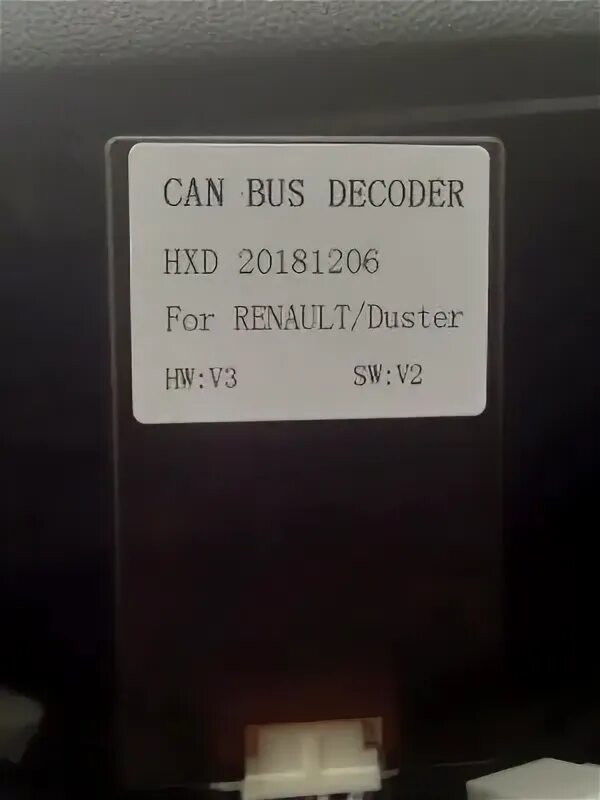 CAN BUS DECODER
HXD 20181206
For RENAULT/Duster
HW:V3 SW:V2